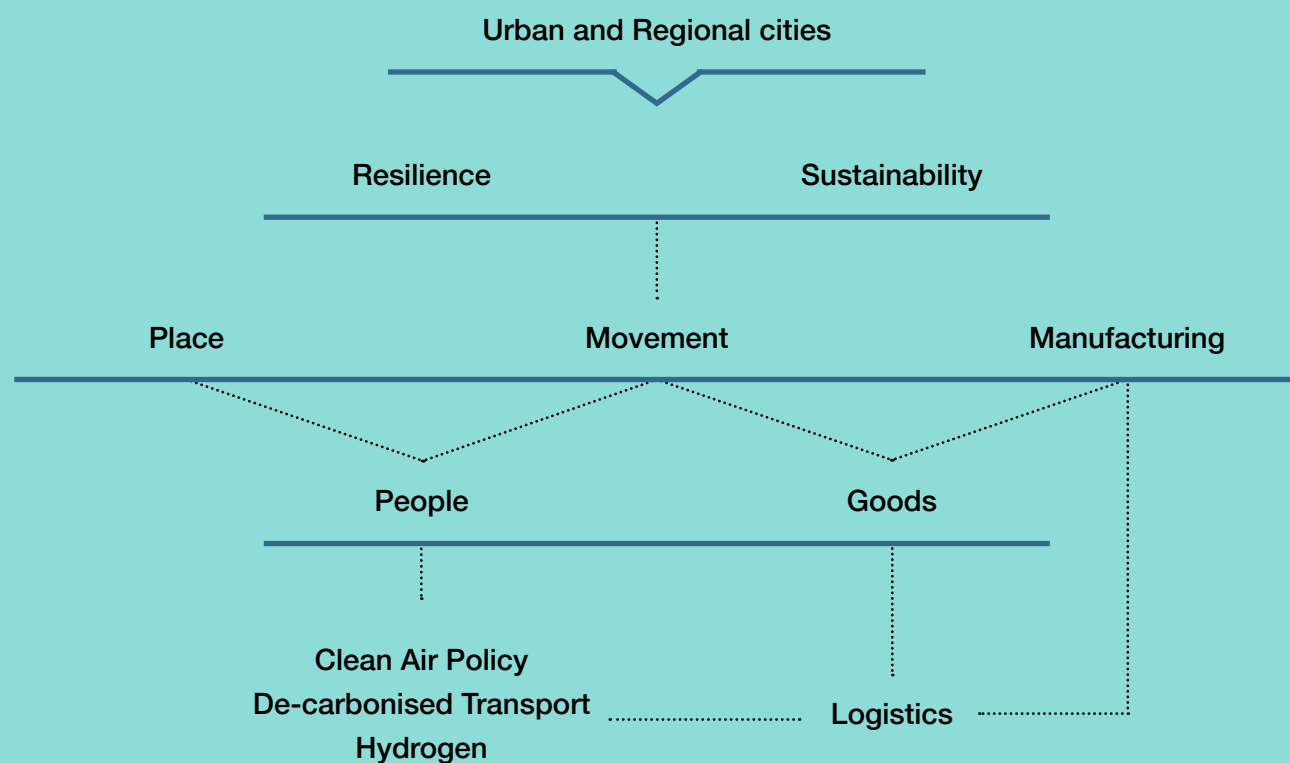 Urban and Regional cities
Resilience Sustainability
Place Movement Manufacturing
People Goods
Clean Air Policy
De-carbonised Transport
Logistics
Hydrogen